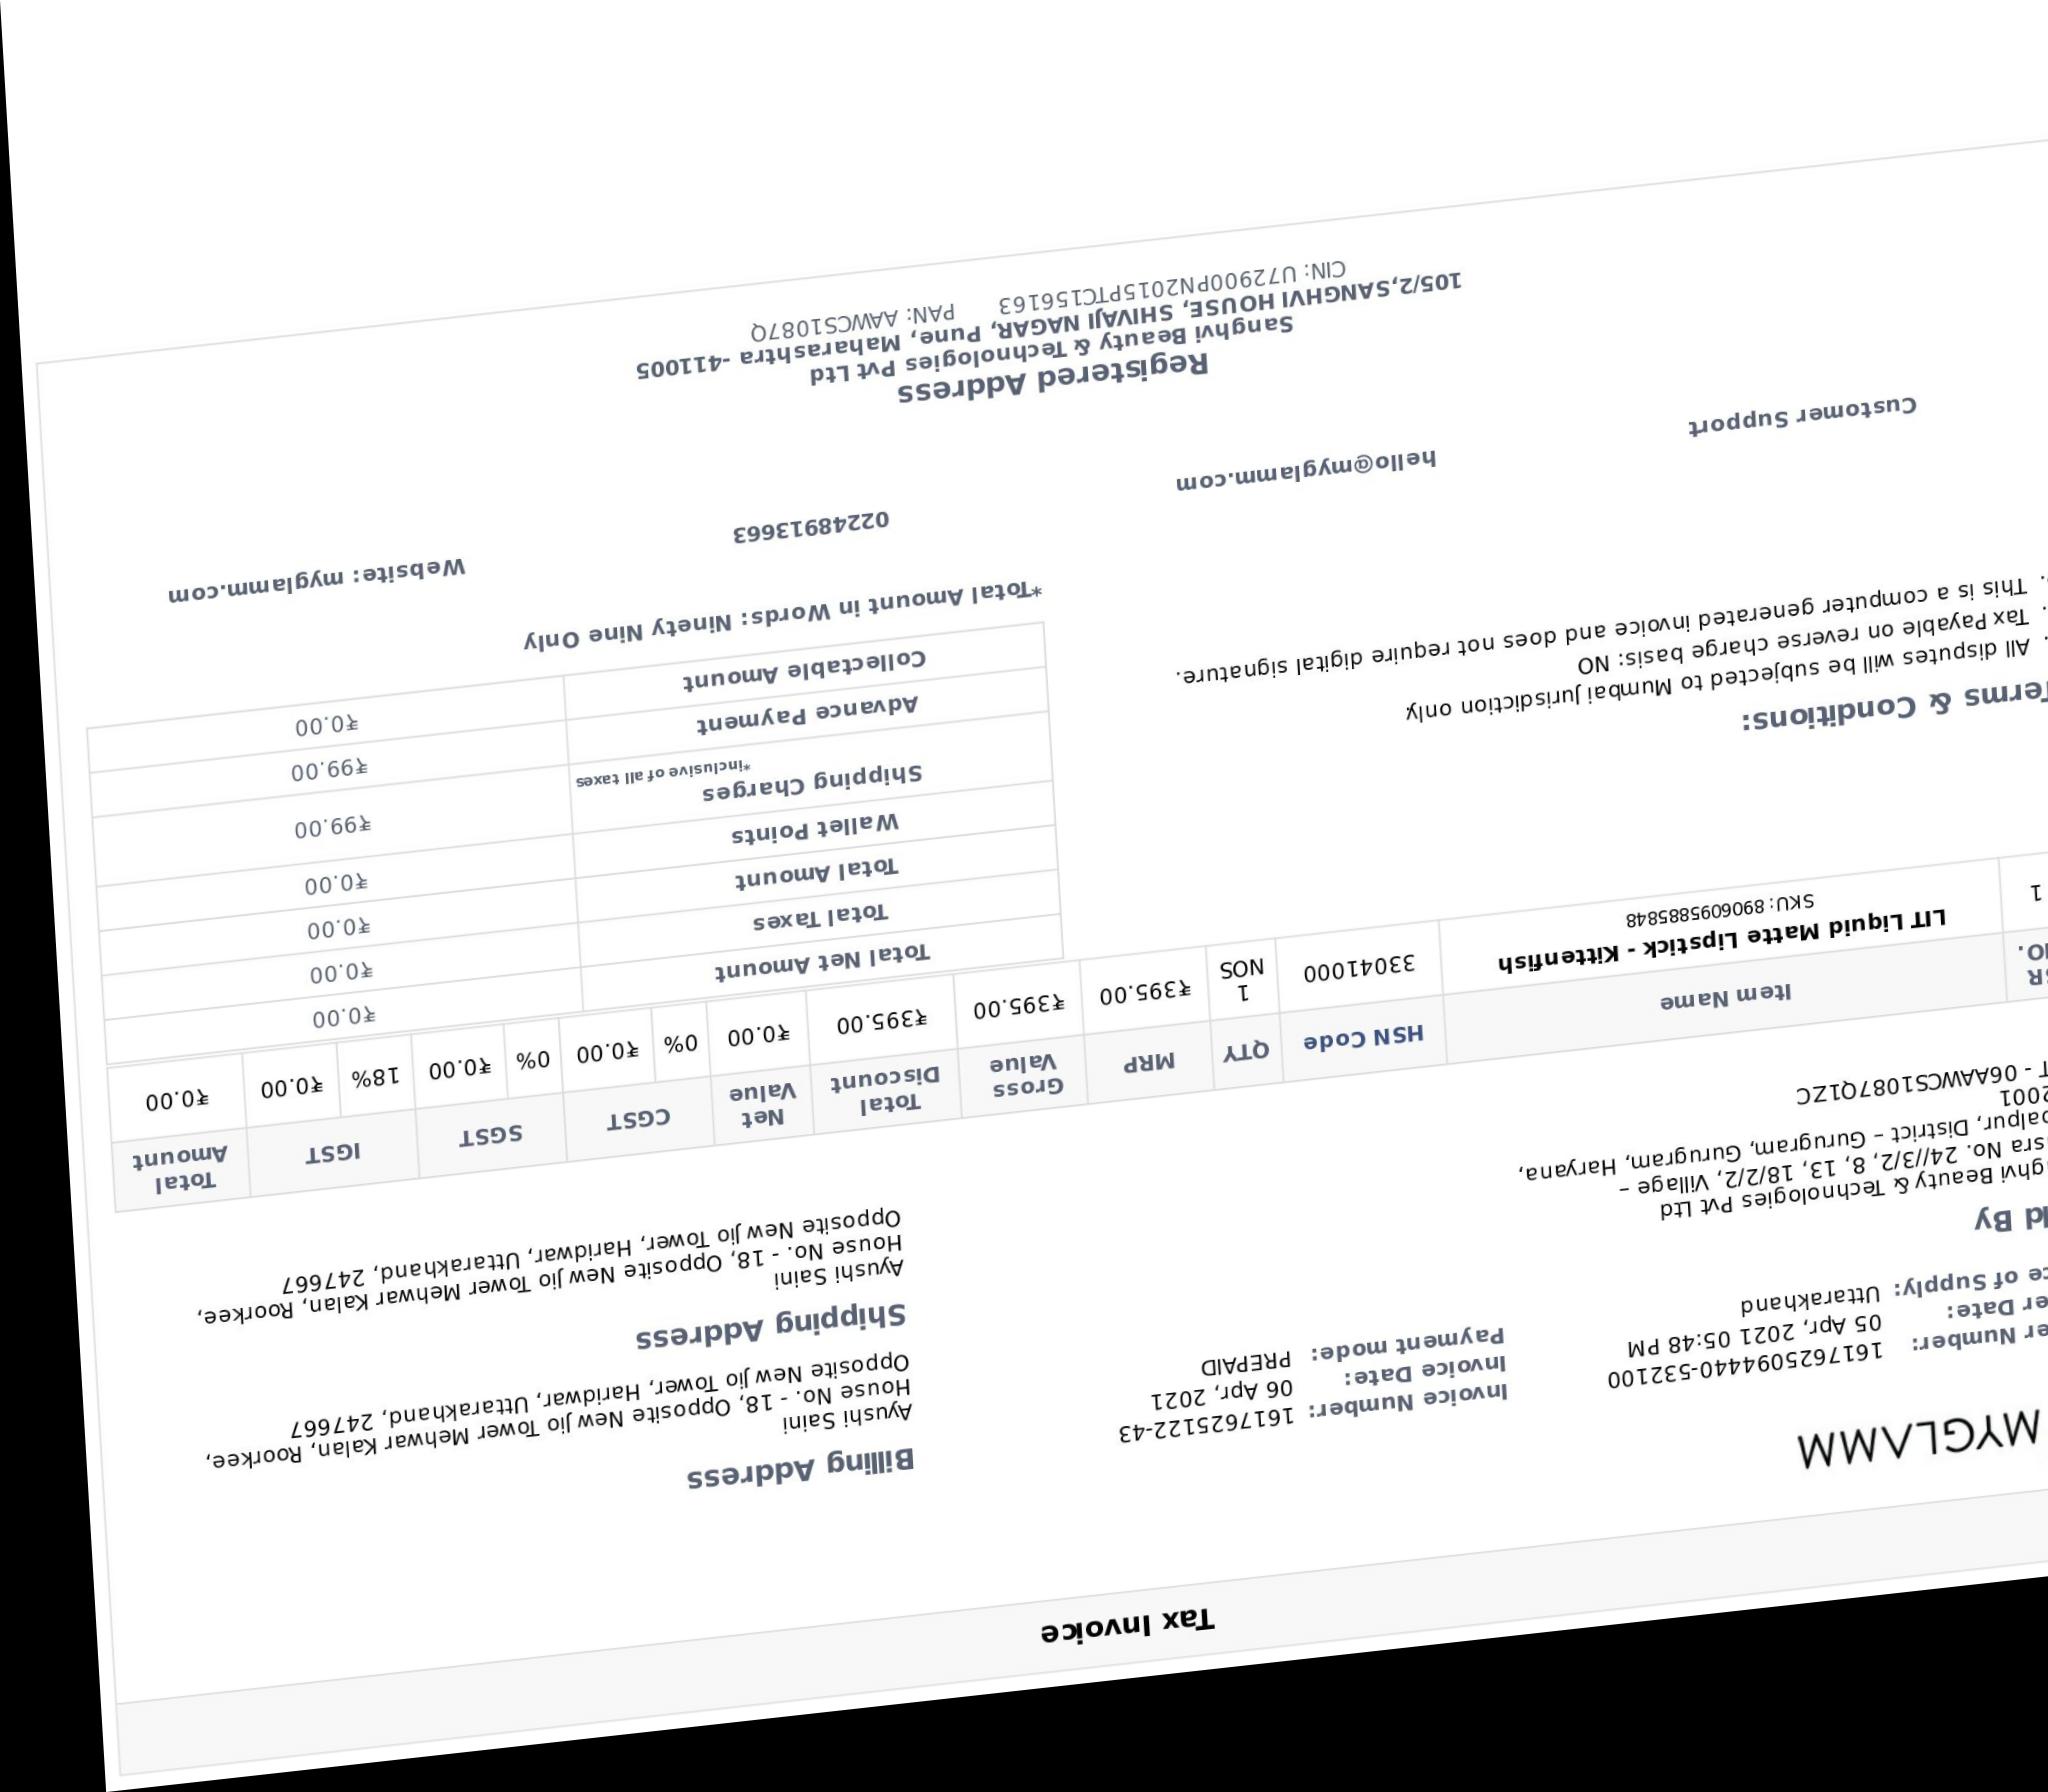 Tax Invoice
MYGLAMM
Number: 16176250944​40-532100
Date: 05 Apr, 2021 05:48 PM
of Supply: Uttarakhand
Invoice Number: 1617625122-43
Invoice Date: 06 Apr, 2021
Payment mode: PREPAID
Billing Address
Ayushi Saini
House No. - 18, Opposite New Jio Tower Mehwar Kalan, Roorkee,
Opposite New Jio Tower, Haridwar, Uttarakhand, 247667
Shipping Address
Ayushi Saini
House No. - 18, Opposite New Jio Tower Mehwar Kalan, Roorkee,
Opposite New Jio Tower, Haridwar, Uttarakhand, 247667
By
Beauty & Technologies Pvt Ltd
No. 24//3/2, 8, 13, 18/2/2, Village –
District – Gurugram, Gurugram, Haryana,
- 06AAWCS1087Q1ZC
Item Name HSN Code QTY MRP Gross Value Total Discount Net Value CGST SGST IGST Total Amount
1 LIT Liquid Matte Lipstick - Kittenfish 33041000 1 NOS ₹395.00 ₹395.00 ₹395.00 ₹0.00 0% ₹0.00 0% ₹0.00 18% ₹0.00 ₹0.00
SKU: 8906095885848
Total Net Amount ₹0.00
Total Taxes ₹0.00
Total Amount ₹0.00
Wallet Points ₹0.00
Shipping Charges *inclusive of all taxes ₹99.00
Advance Payment ₹99.00
Collectable Amount ₹0.00
*Total Amount in Words: Ninety Nine Only
& Conditions:
All disputes will be subjected to Mumbai jurisdiction only.
Tax Payable on reverse charge basis: NO
This is a computer generated invoice and does not require digital signature.
Customer Support hello@myglamm.com 02248913663 Website: myglamm.com
Registered Address
Sanghvi Beauty & Technologies Pvt Ltd
105/2,SANGHVI HOUSE, SHIVAJI NAGAR, Pune, Maharashtra -411005
CIN: U72900PN2015PTC156163 PAN: AAWCS1087Q